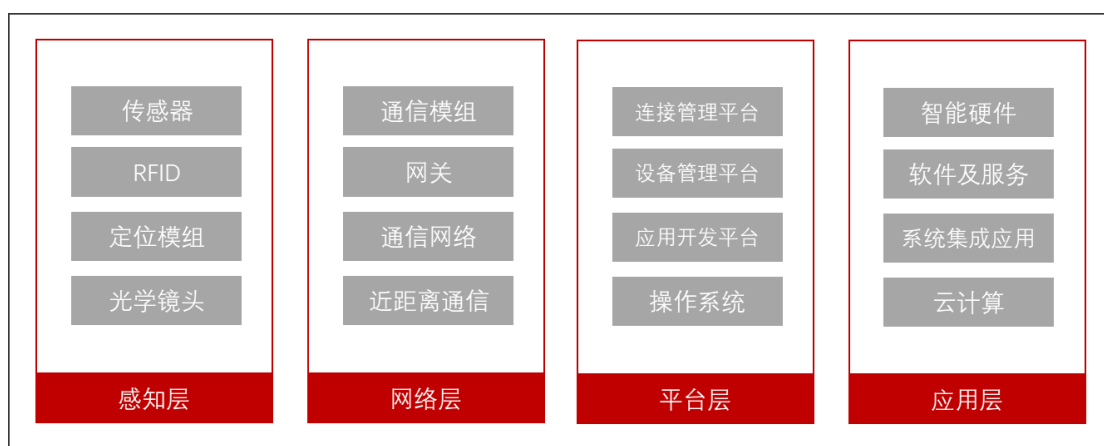 传感器
RFID
定位模组
光学镜头
感知层
通信模组
网关
通信网络
近距离通信
网络层
连接管理平台
设备管理平台
应用开发平台
操作系统
平台层
智能硬件
软件及服务
系统集成应用
云计算
应用层